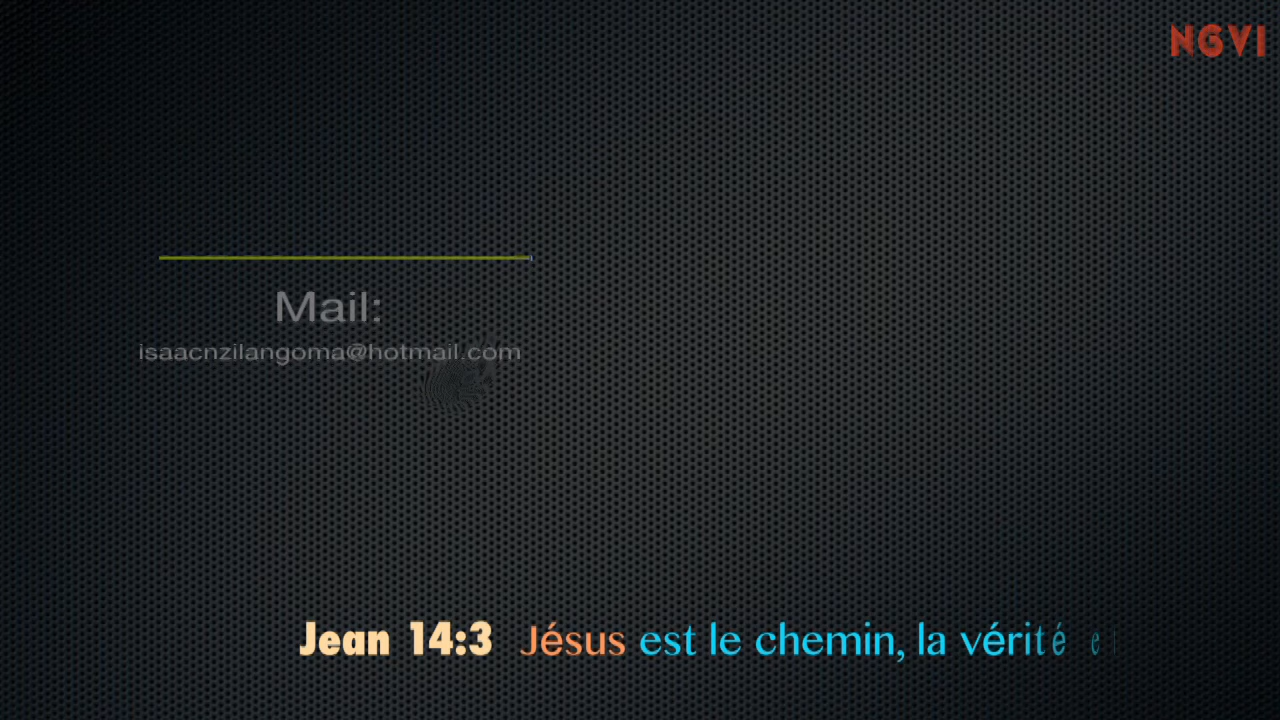 NGVI
Mail:
isaacnzilangoma@hotmail.com
Jean 14:3 Jésus est le chemin, la vérité